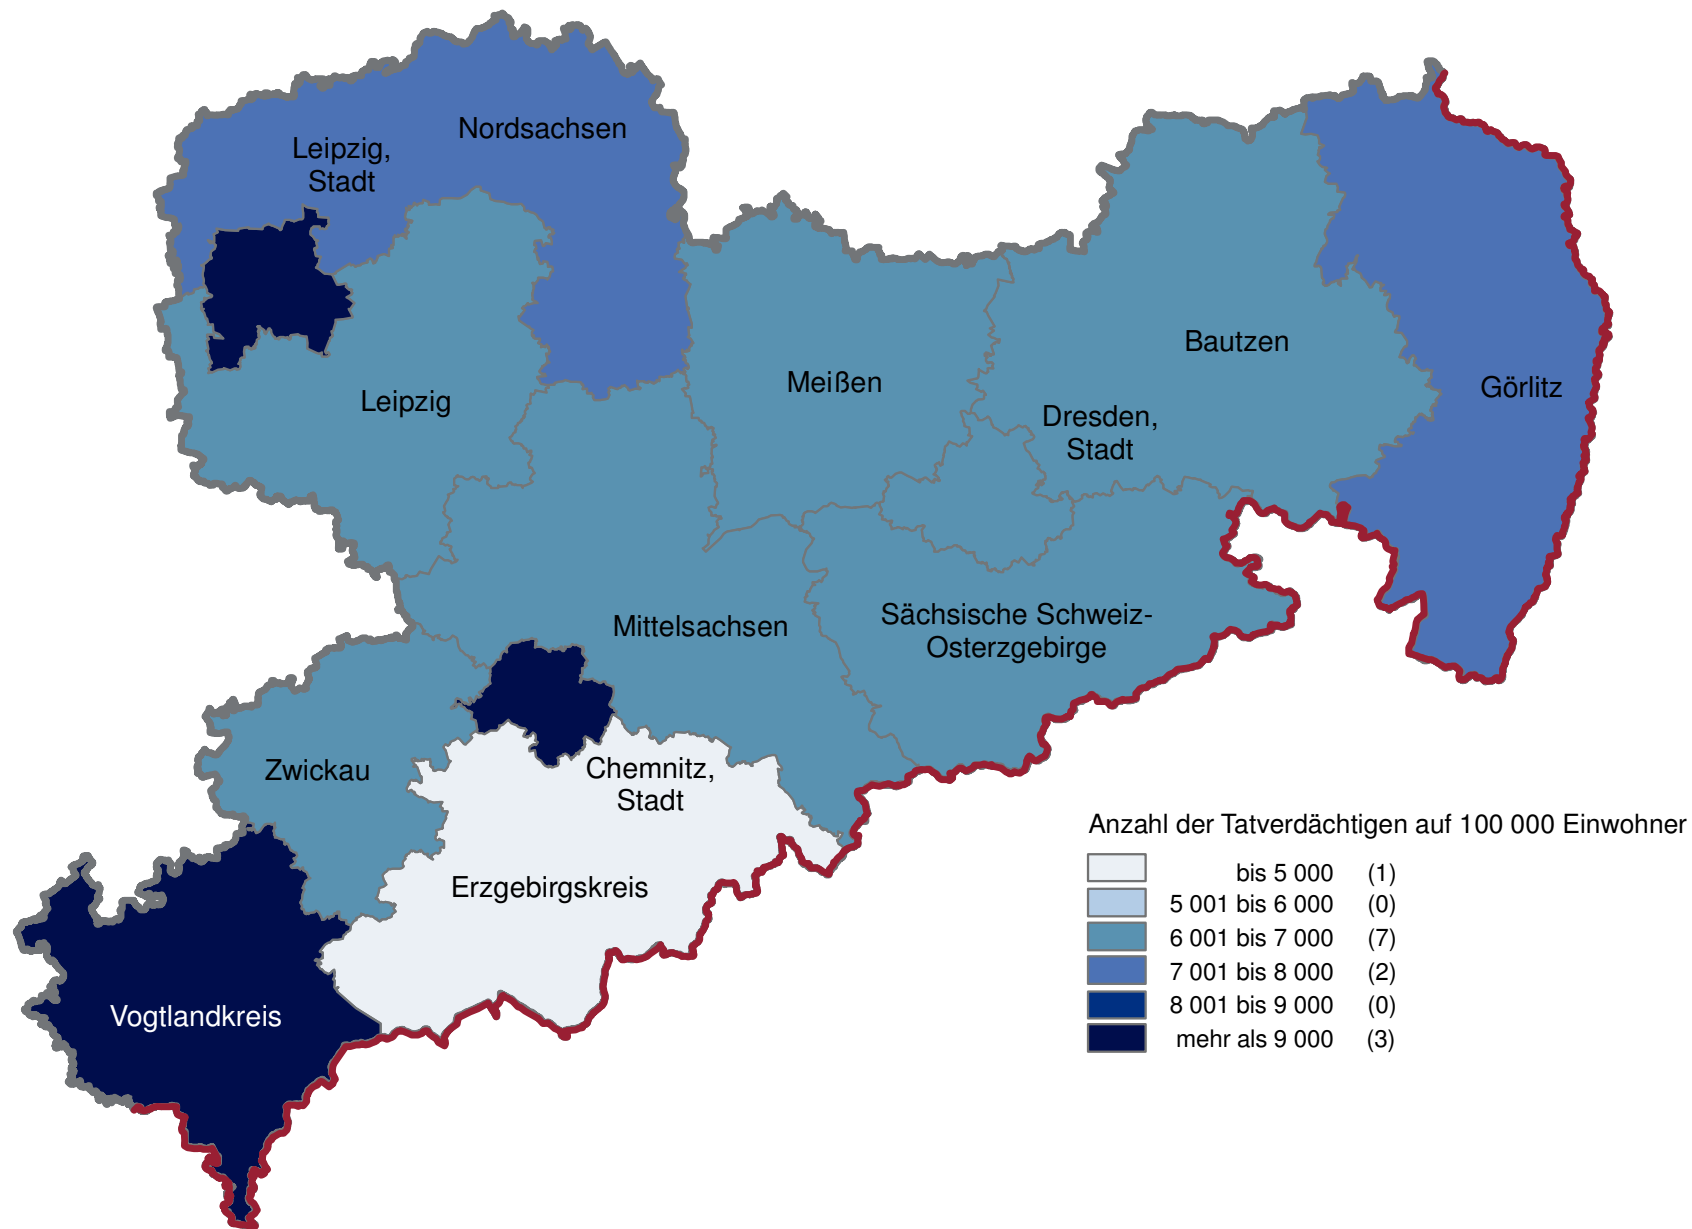 Nordsachsen
Leipzig,
Stadt
Bautzen
Meißen
Görlitz
Leipzig
Dresden,
Stadt
Sächsische Schweiz-
Osterzgebirge
Mittelsachsen
Zwickau
Chemnitz,
Stadt
Erzgebirgskreis
Vogtlandkreis
Anzahl der Tatverdächtigen auf 100 000 Einwohner
bis 5 000 (1)
5 001 bis 6 000 (0)
6 001 bis 7 000 (7)
7 001 bis 8 000 (2)
8 001 bis 9 000 (0)
mehr als 9 000 (3)